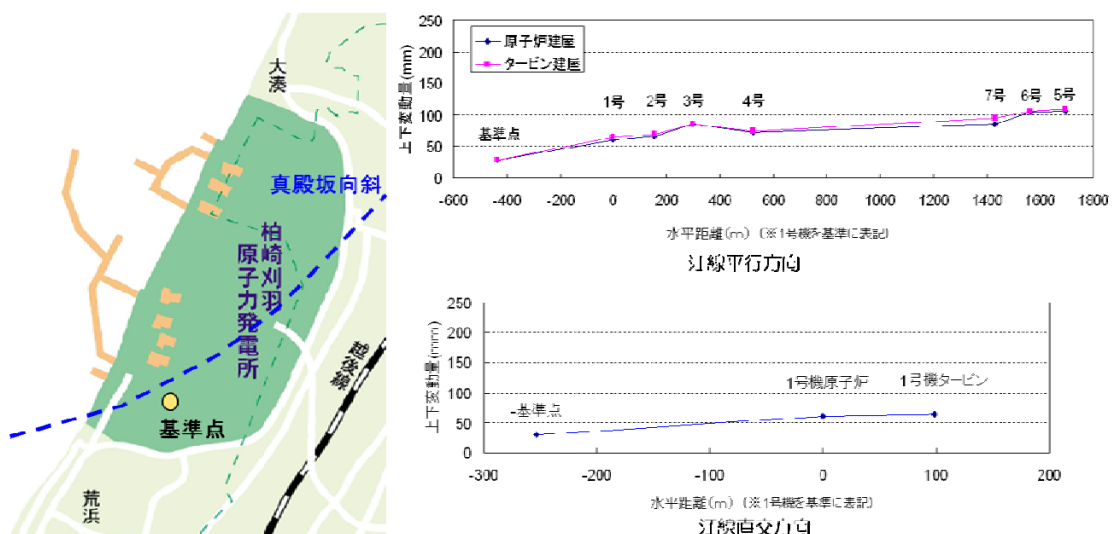 大湊
真殿坂向斜
柏崎刈羽
原子力発電所
越後線
基準点
荒浜
上下変動量(mm)
250
200
150
100
50
0
原子炉建屋
タービン建屋
基準点
1号
2号
3号
4号
7号
6号
5号
-600
-400
-200
0
200
400
600
800
1000
1200
1400
1600
1800
水平距離(m) (※1号機を基準に表記)
汀線平行方向
上下変動量(mm)
250
200
150
100
50
0
-基準点
1号機原子炉
1号機タービン
-300
-200
-100
0
100
200
水平距離(m) (※1号機を基準に表記)
汀線直交方向